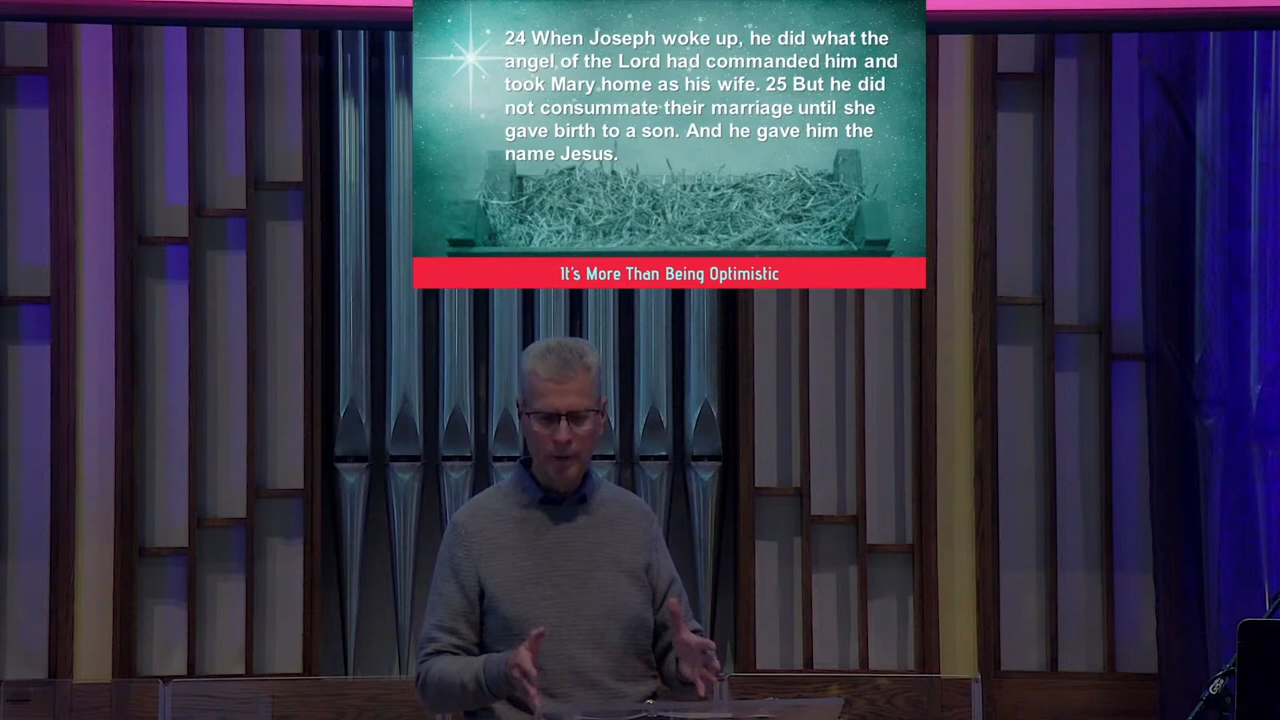 24 When Joseph woke up, he did what the
angel of the Lord had commanded him and
took Mary home as his wife. 25 But he did
not consummate their marriage until she
gave birth to a son. And he gave him the
name Jesus.
It's More Than Being Optimistic